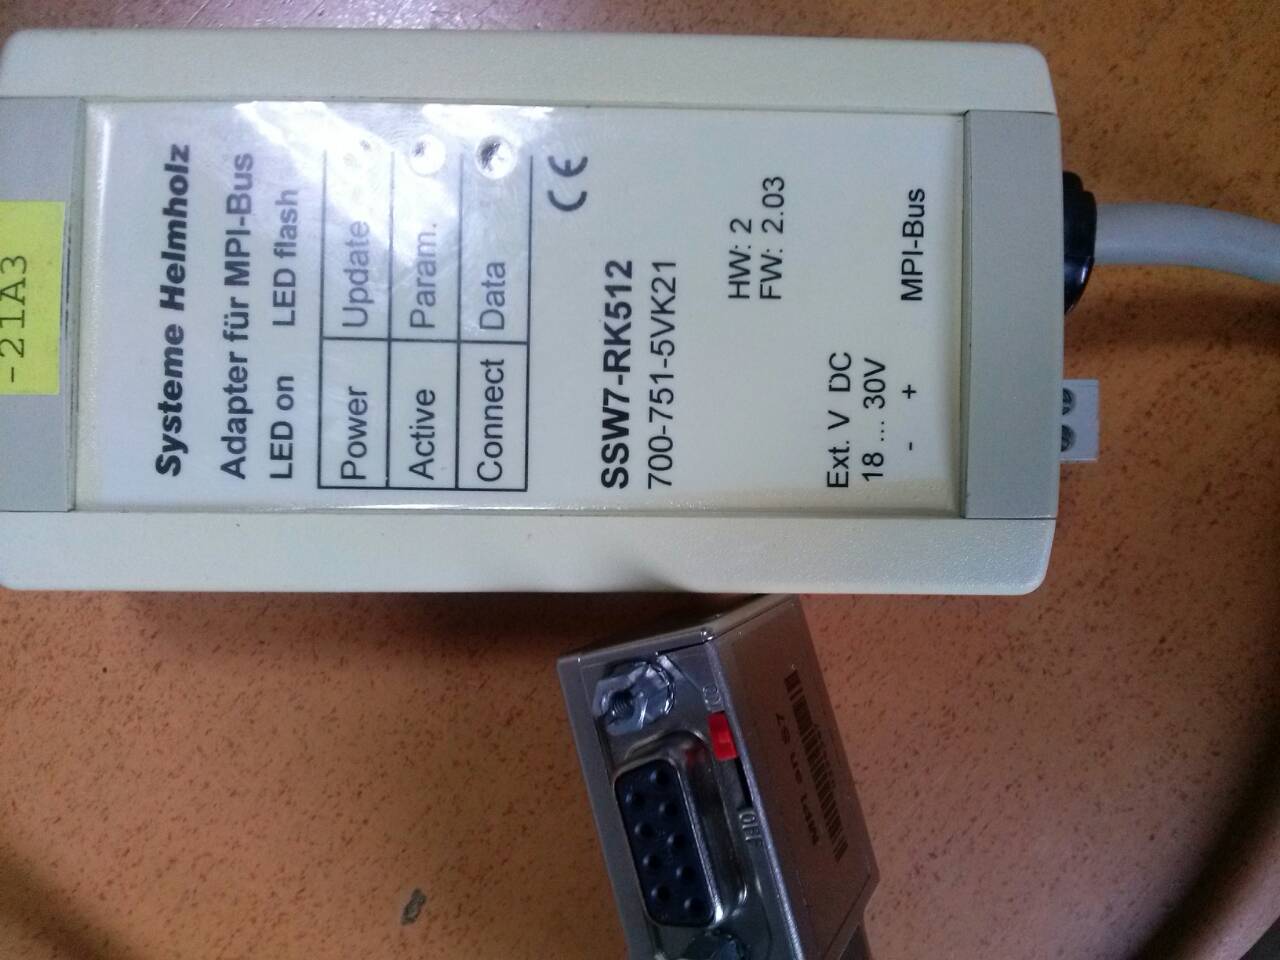 -21A3
Systeme Helmholz
Adapter für MPI-Bus
LED on LED flash
Power Update
Active Param.
Connect Data
CE
SSW7-RK512
700-751-5VK21
HW: 2
FW: 2.03
Ext. V DC
18 ... 30V
- + MPI-Bus